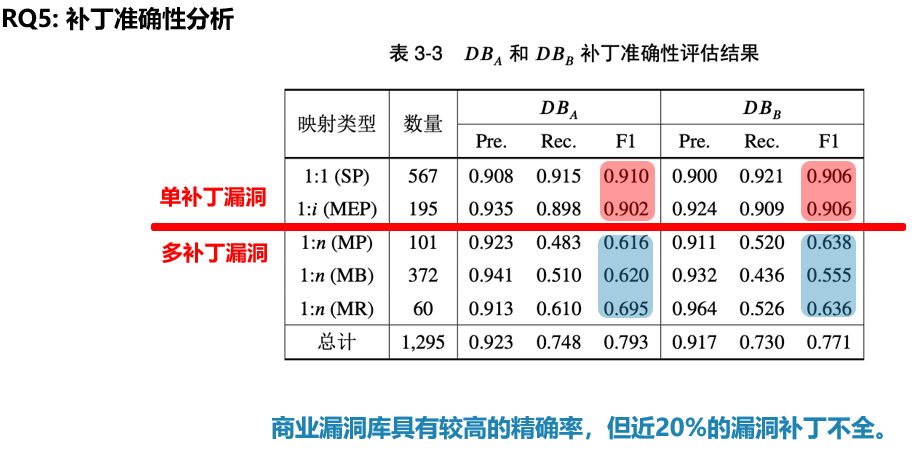 RQ5: 补丁准确性分析
表 3-3 DB_A 和 DB_B 补丁准确性评估结果
映射类型 数量 DB_A DB_B
Pre. Rec. F1 Pre. Rec. F1
单补丁漏洞
1:1 (SP) 567 0.908 0.915 0.910 0.900 0.921 0.906
1:i (MEP) 195 0.935 0.898 0.902 0.924 0.909 0.906
多补丁漏洞
1:n (MP) 101 0.923 0.483 0.616 0.911 0.520 0.638
1:n (MB) 372 0.941 0.510 0.620 0.932 0.436 0.555
1:n (MR) 60 0.913 0.610 0.695 0.964 0.526 0.636
总计 1,295 0.923 0.748 0.793 0.917 0.730 0.771
商业漏洞库具有较高的精确率，但近20%的漏洞补丁不全。